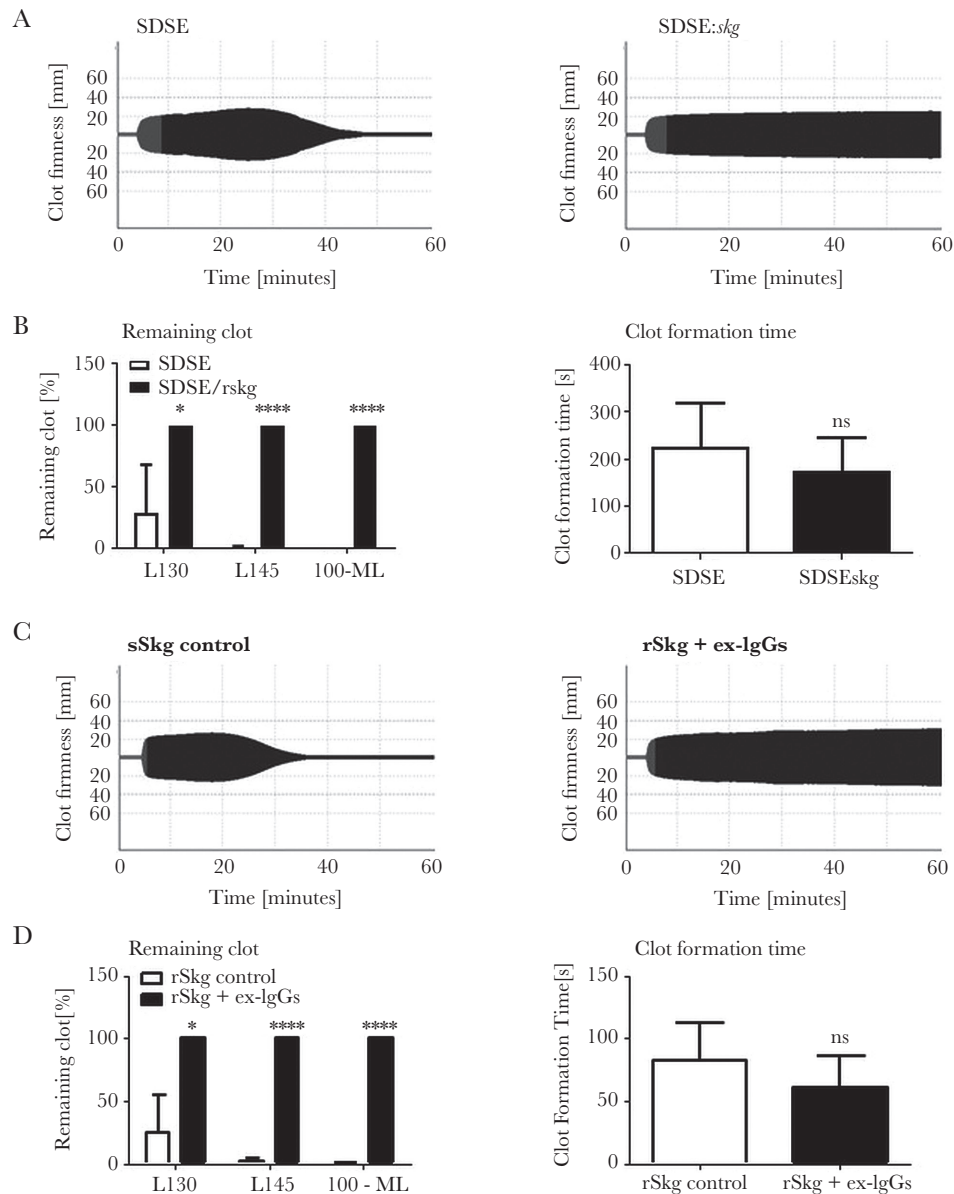 A
SDSE
SDSE:skg
Clot fimness [mm]
60
40
20
20
40
60
0 20 40 60
Time [minutes]
Clot fimness [mm]
60
40
20
20
40
60
0 20 40 60
Time [minutes]
B
Remaining clot
SDSE
SDSE/rskg
Remaining clot [%]
150
100
50
0
* **** ****
L130 L145 100-ML
Clot formation time
Clot formation time [s]
400
300
200
100
0
ns
SDSE SDSEskg
C
sSkg control
rSkg + ex-lgGs
Clot firmness [mm]
60
40
20
20
40
60
0 20 40 60
Time [minutes]
Clot firmness [mm]
60
40
20
20
40
60
0 20 40 60
Time [minutes]
D
Remaining clot
rSkg control
rSkg + ex-lgGs
Remaining clot[%]
150
100
50
0
* **** ****
L130 L145 100 - ML
Clot formation time
Clot Formation Time[s]
150
100
50
0
ns
rSkg control rSkg + ex-lgGs